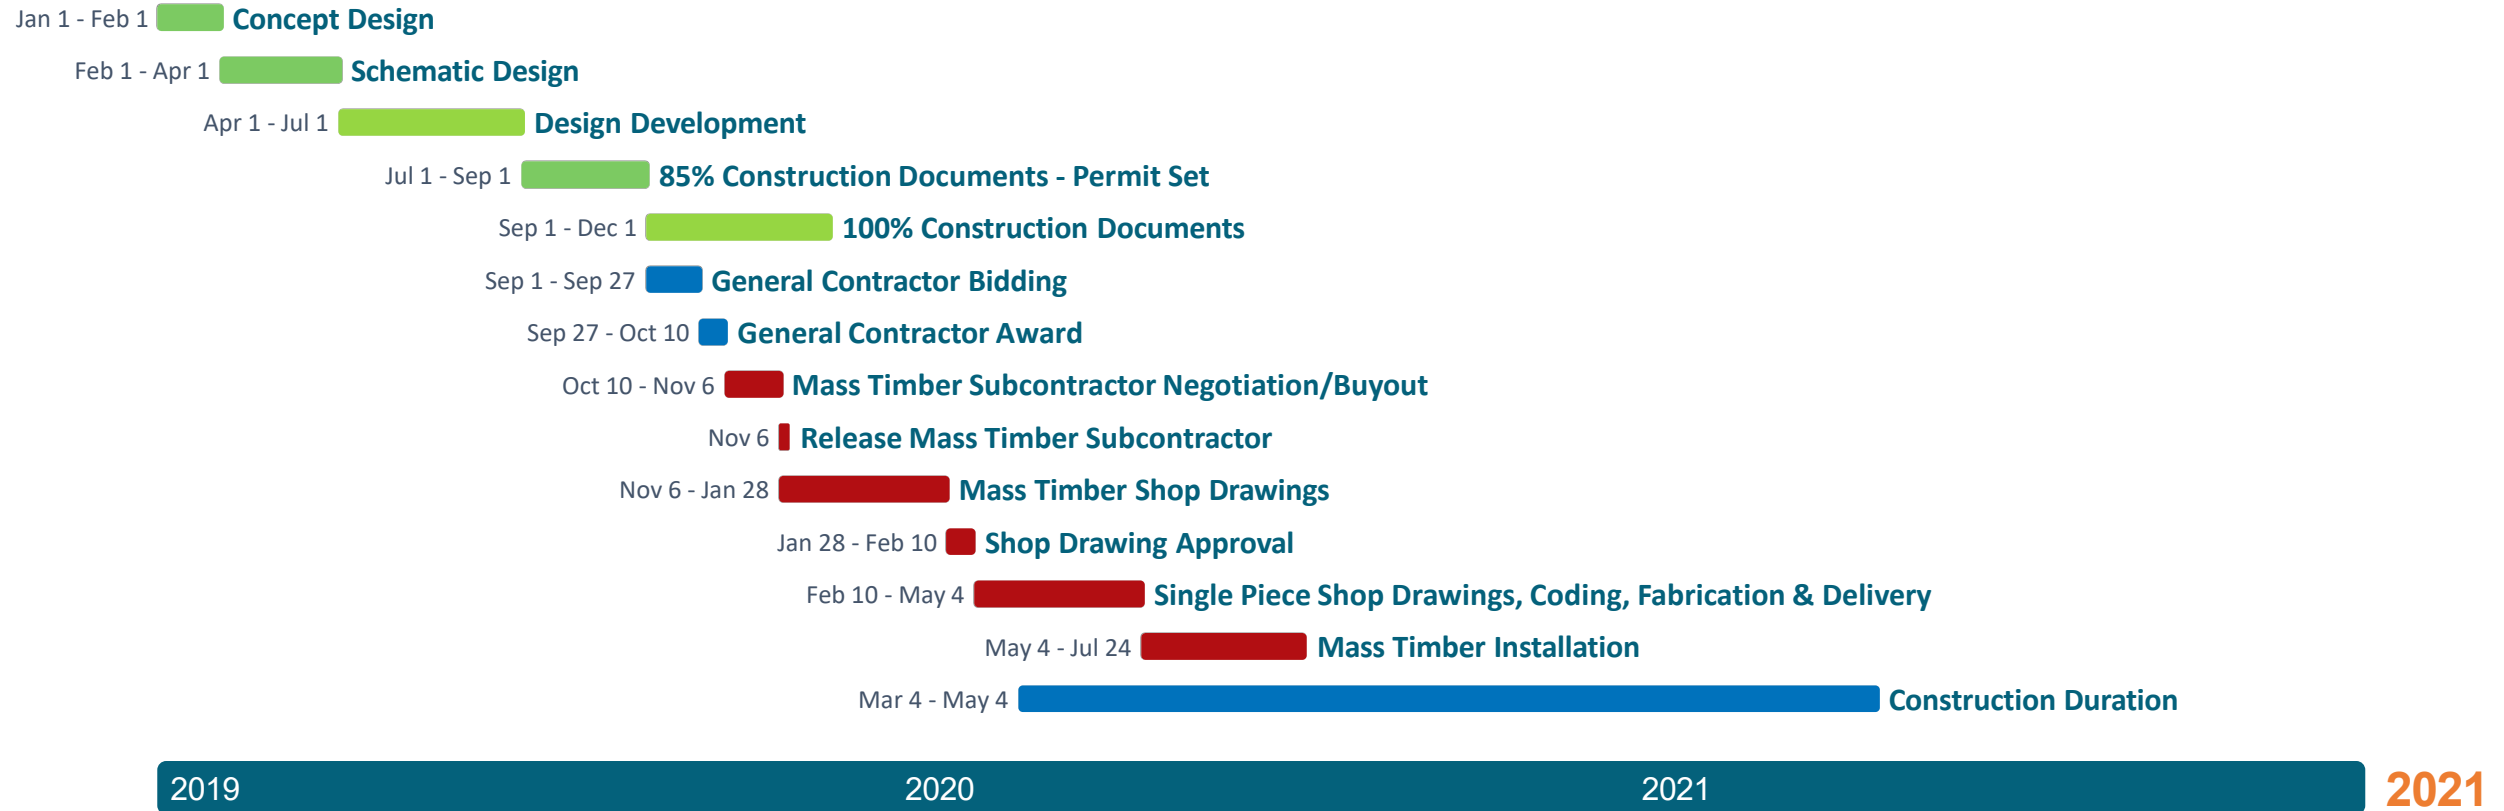 Jan 1 - Feb 1 Concept Design
Feb 1 - Apr 1 Schematic Design
Apr 1 - Jul 1 Design Development
Jul 1 - Sep 1 85% Construction Documents - Permit Set
Sep 1 - Dec 1 100% Construction Documents
Sep 1 - Sep 27 General Contractor Bidding
Sep 27 - Oct 10 General Contractor Award
Oct 10 - Nov 6 Mass Timber Subcontractor Negotiation/Buyout
Nov 6 Release Mass Timber Subcontractor
Nov 6 - Jan 28 Mass Timber Shop Drawings
Jan 28 - Feb 10 Shop Drawing Approval
Feb 10 - May 4 Single Piece Shop Drawings, Coding, Fabrication & Delivery
May 4 - Jul 24 Mass Timber Installation
Mar 4 - May 4 Construction Duration
2019 2020 2021 2021